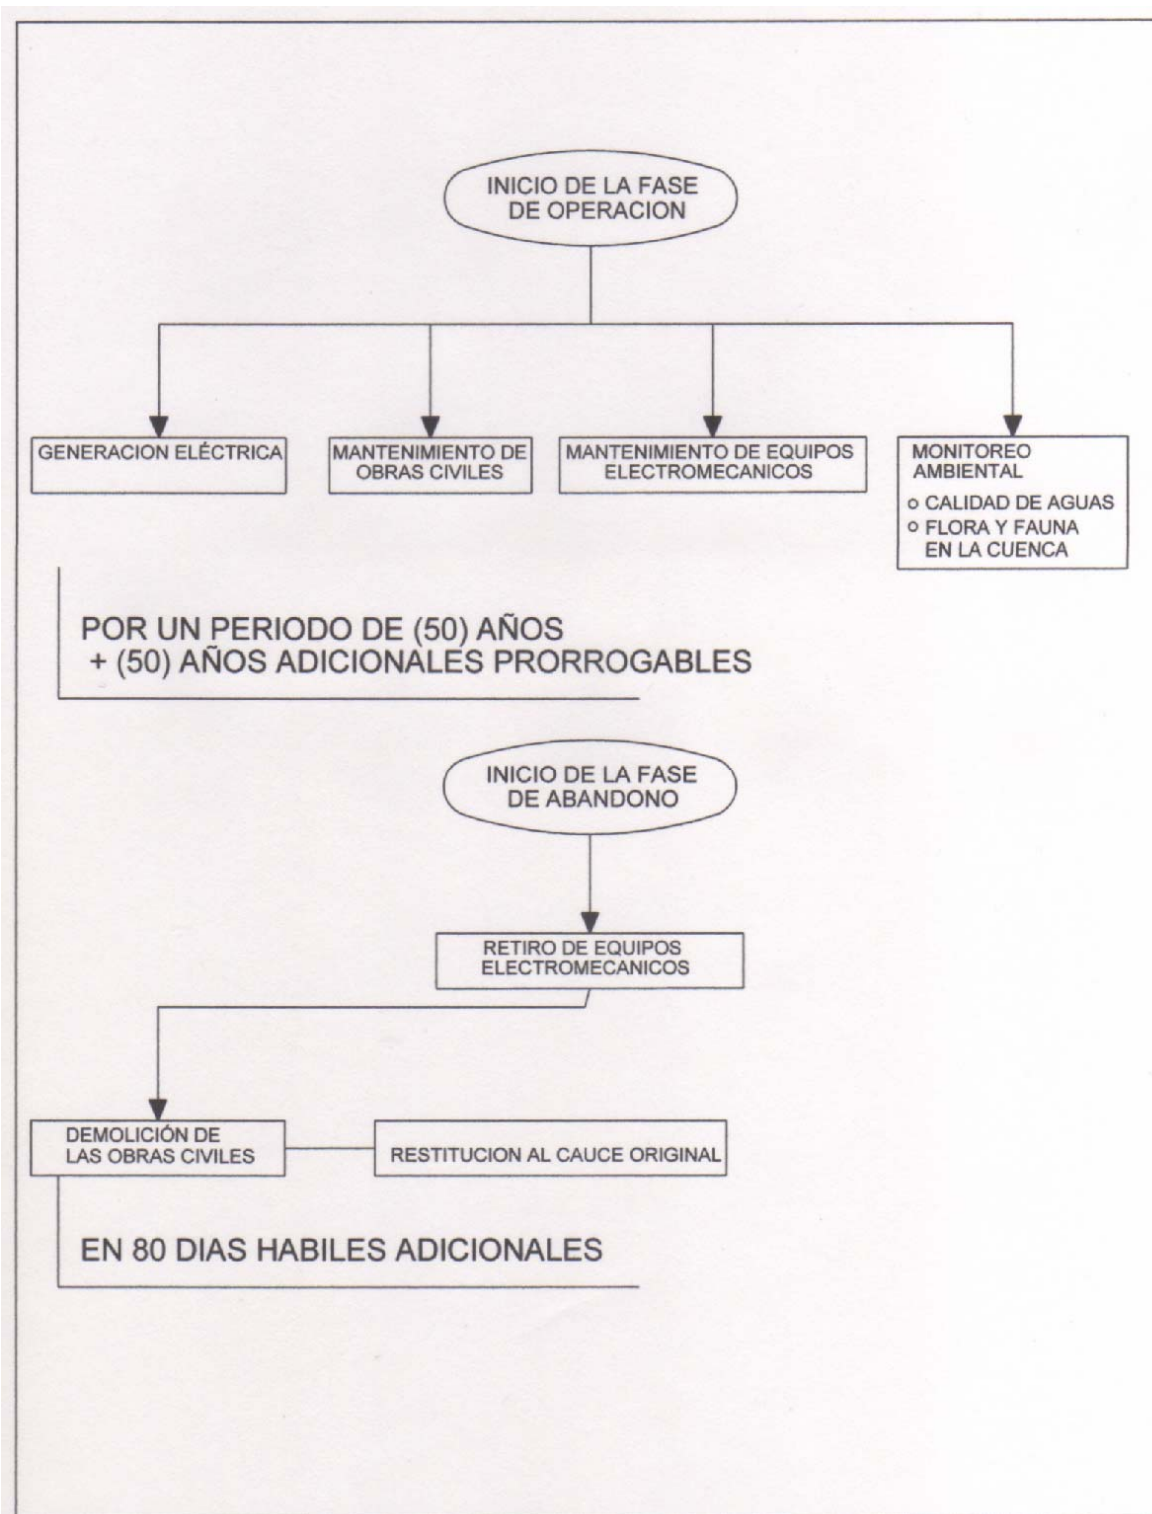 INICIO DE LA FASE
DE OPERACION
GENERACION ELÉCTRICA
MANTENIMIENTO DE
OBRAS CIVILES
MANTENIMIENTO DE EQUIPOS
ELECTROMECANICOS
MONITOREO
AMBIENTAL
o CALIDAD DE AGUAS
o FLORA Y FAUNA
EN LA CUENCA
POR UN PERIODO DE (50) AÑOS
+ (50) AÑOS ADICIONALES PRORROGABLES
INICIO DE LA FASE
DE ABANDONO
RETIRO DE EQUIPOS
ELECTROMECANICOS
DEMOLICIÓN DE
LAS OBRAS CIVILES
RESTITUCION AL CAUCE ORIGINAL
EN 80 DIAS HABILES ADICIONALES